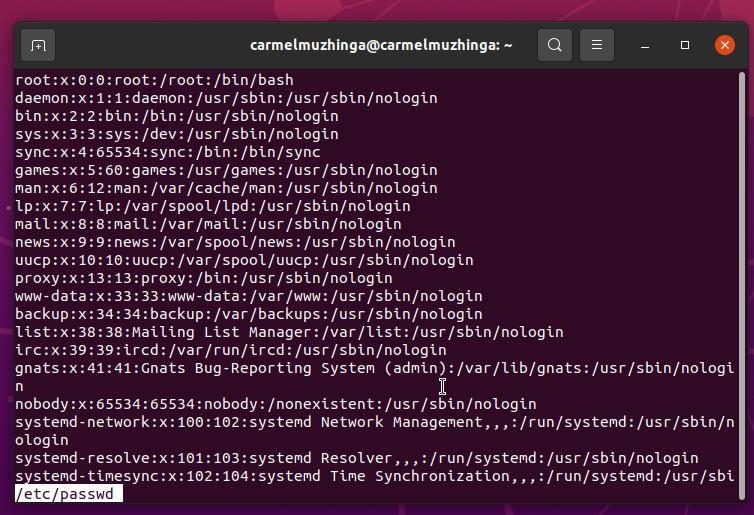 carmelmuzhinga@carmelmuzhinga: ~
root:x:0:0:root:/root:/bin/bash
daemon:x:1:1:daemon:/usr/sbin:/usr/sbin/nologin
bin:x:2:2:bin:/bin:/usr/sbin/nologin
sys:x:3:3:sys:/dev:/usr/sbin/nologin
sync:x:4:65534:sync:/bin:/bin/sync
games:x:5:60:games:/usr/games:/usr/sbin/nologin
man:x:6:12:man:/var/cache/man:/usr/sbin/nologin
lp:x:7:7:lp:/var/spool/lpd:/usr/sbin/nologin
mail:x:8:8:mail:/var/mail:/usr/sbin/nologin
news:x:9:9:news:/var/spool/news:/usr/sbin/nologin
uucp:x:10:10:uucp:/var/spool/uucp:/usr/sbin/nologin
proxy:x:13:13:proxy:/bin:/usr/sbin/nologin
www-data:x:33:33:www-data:/var/www:/usr/sbin/nologin
backup:x:34:34:backup:/var/backups:/usr/sbin/nologin
list:x:38:38:Mailing List Manager:/var/list:/usr/sbin/nologin
irc:x:39:39:ircd:/var/run/ircd:/usr/sbin/nologin
gnats:x:41:41:Gnats Bug-Reporting System (admin):/var/lib/gnats:/usr/sbin/nologi
n
nobody:x:65534:65534:nobody:/nonexistent:/usr/sbin/nologin
systemd-network:x:100:102:systemd Network Management,,,:/run/systemd:/usr/sbin/n
ologin
systemd-resolve:x:101:103:systemd Resolver,,,:/run/systemd:/usr/sbin/nologin
systemd-timesync:x:102:104:systemd Time Synchronization,,,:/run/systemd:/usr/sbi
/etc/passwd